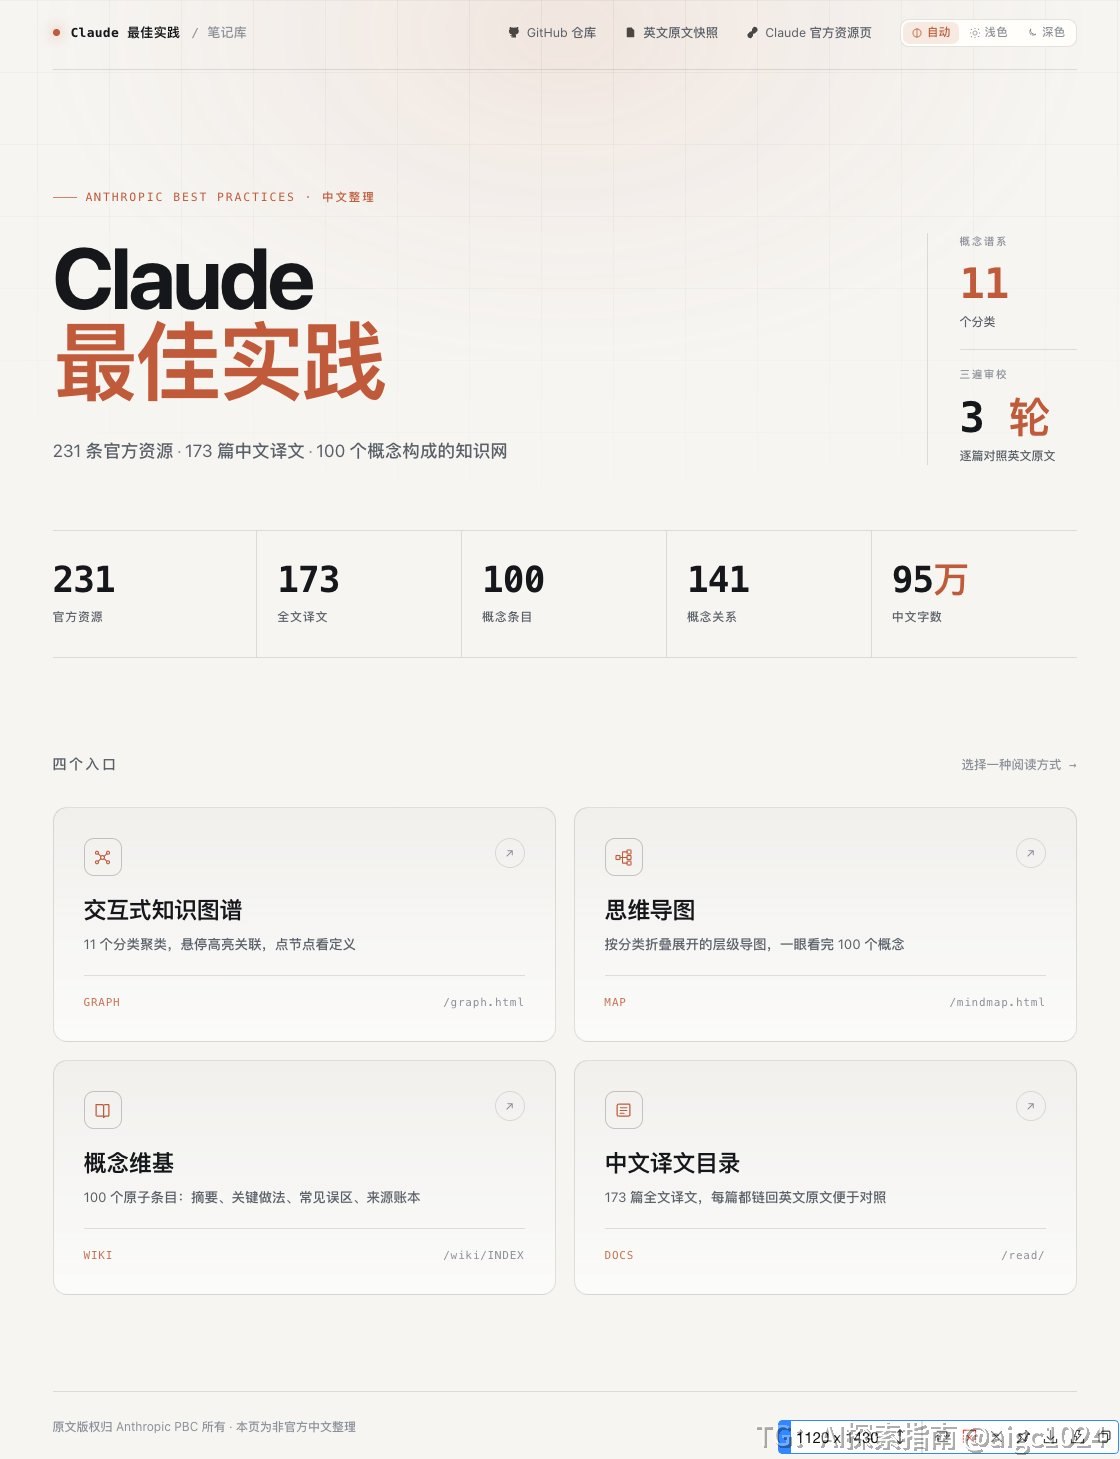 Claude 最佳实践 / 笔记库
GitHub 仓库
英文原文快照
Claude 官方资源页
自动
浅色
深色
ANTHROPIC BEST PRACTICES · 中文整理
Claude
最佳实践
231 条官方资源 · 173 篇中文译文 · 100 个概念构成的知识网
概念谱系
11
个分类
三遍审校
3 轮
逐篇对照英文原文
231
官方资源
173
全文译文
100
概念条目
141
概念关系
95万
中文字数
四个入口
选择一种阅读方式 →
交互式知识图谱
11 个分类聚类，悬停高亮关联，点节点看定义
GRAPH
/graph.html
思维导图
按分类折叠展开的层级导图，一眼看完 100 个概念
MAP
/mindmap.html
概念维基
100 个原子条目：摘要、关键做法、常见误区、来源账本
WIKI
/wiki/INDEX
中文译文目录
173 篇全文译文，每篇都链回英文原文便于对照
DOCS
/read/
原文版权归 Anthropic PBC 所有 · 本页为非官方中文整理
1120 x 1430
AI探索指南 @aigc1024